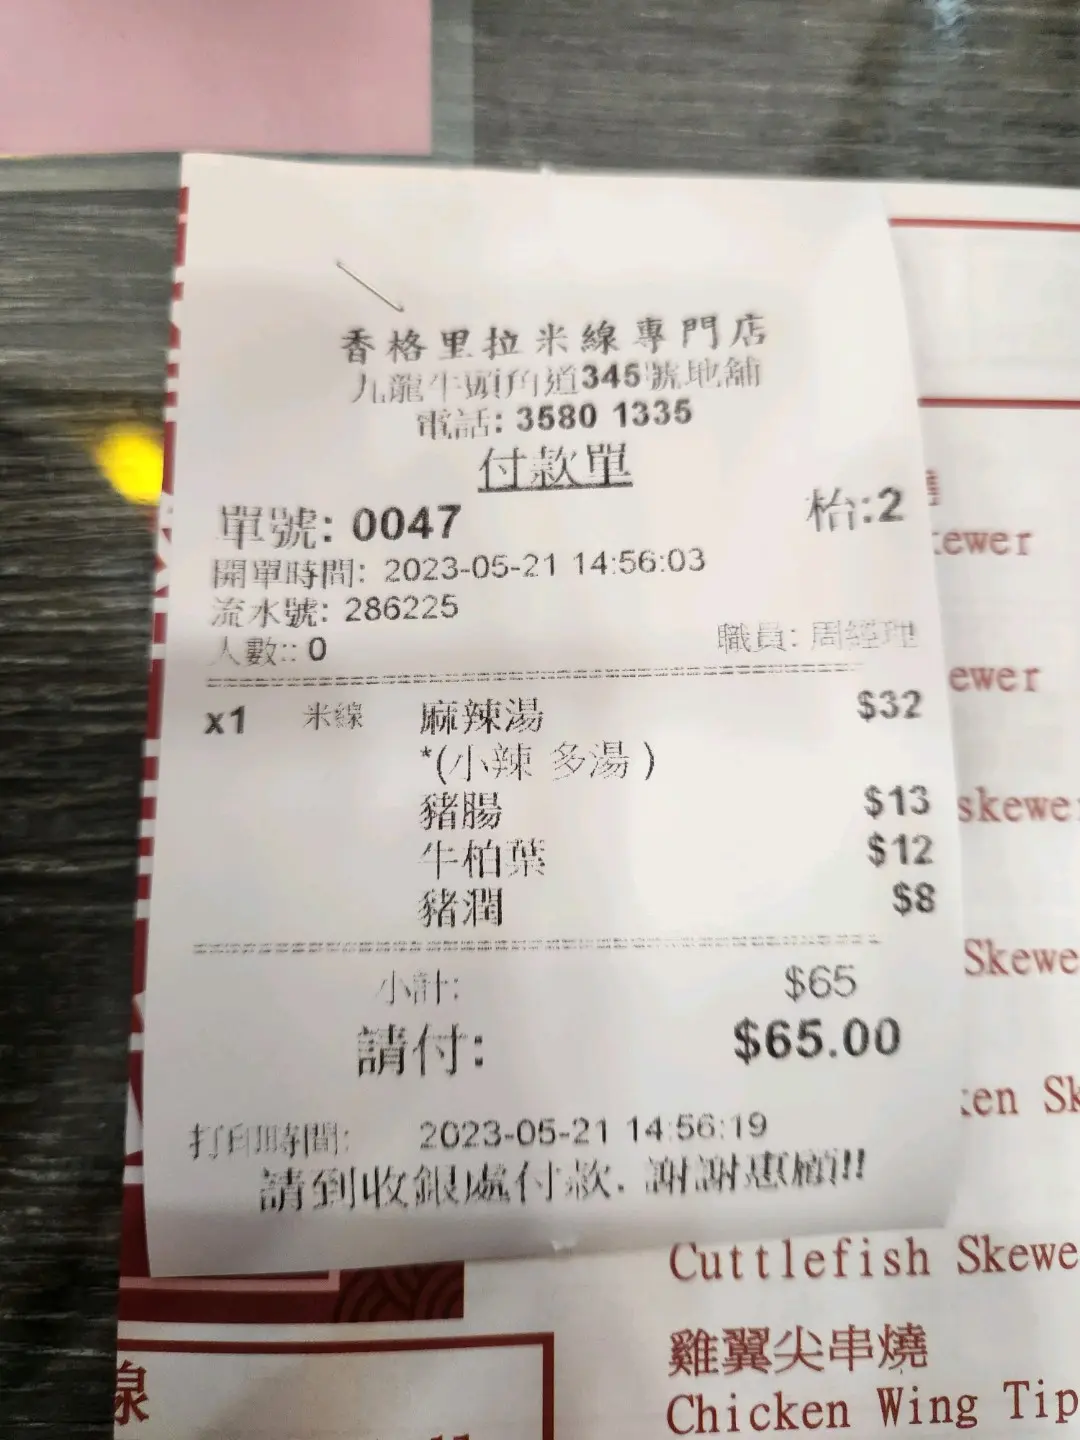 香格里拉米線專門店
九龍牛頭角道345號地舖
電話: 3580 1335
付款單
單號: 0047 枱:2
開單時間: 2023-05-21 14:56:03
流水號: 286225
人數:: 0 職員: 周經理
x1 米線 麻辣湯 $32
*(小辣 多湯 )
豬腸 $13
牛柏葉 $12
豬潤 $8
小計: $65
請付: $65.00
打印時間: 2023-05-21 14:56:19
請到收銀處付款. 謝謝惠顧!!
skewer
Cuttlefish Skewe
雞翼尖串燒
Chicken Wing Tip
線